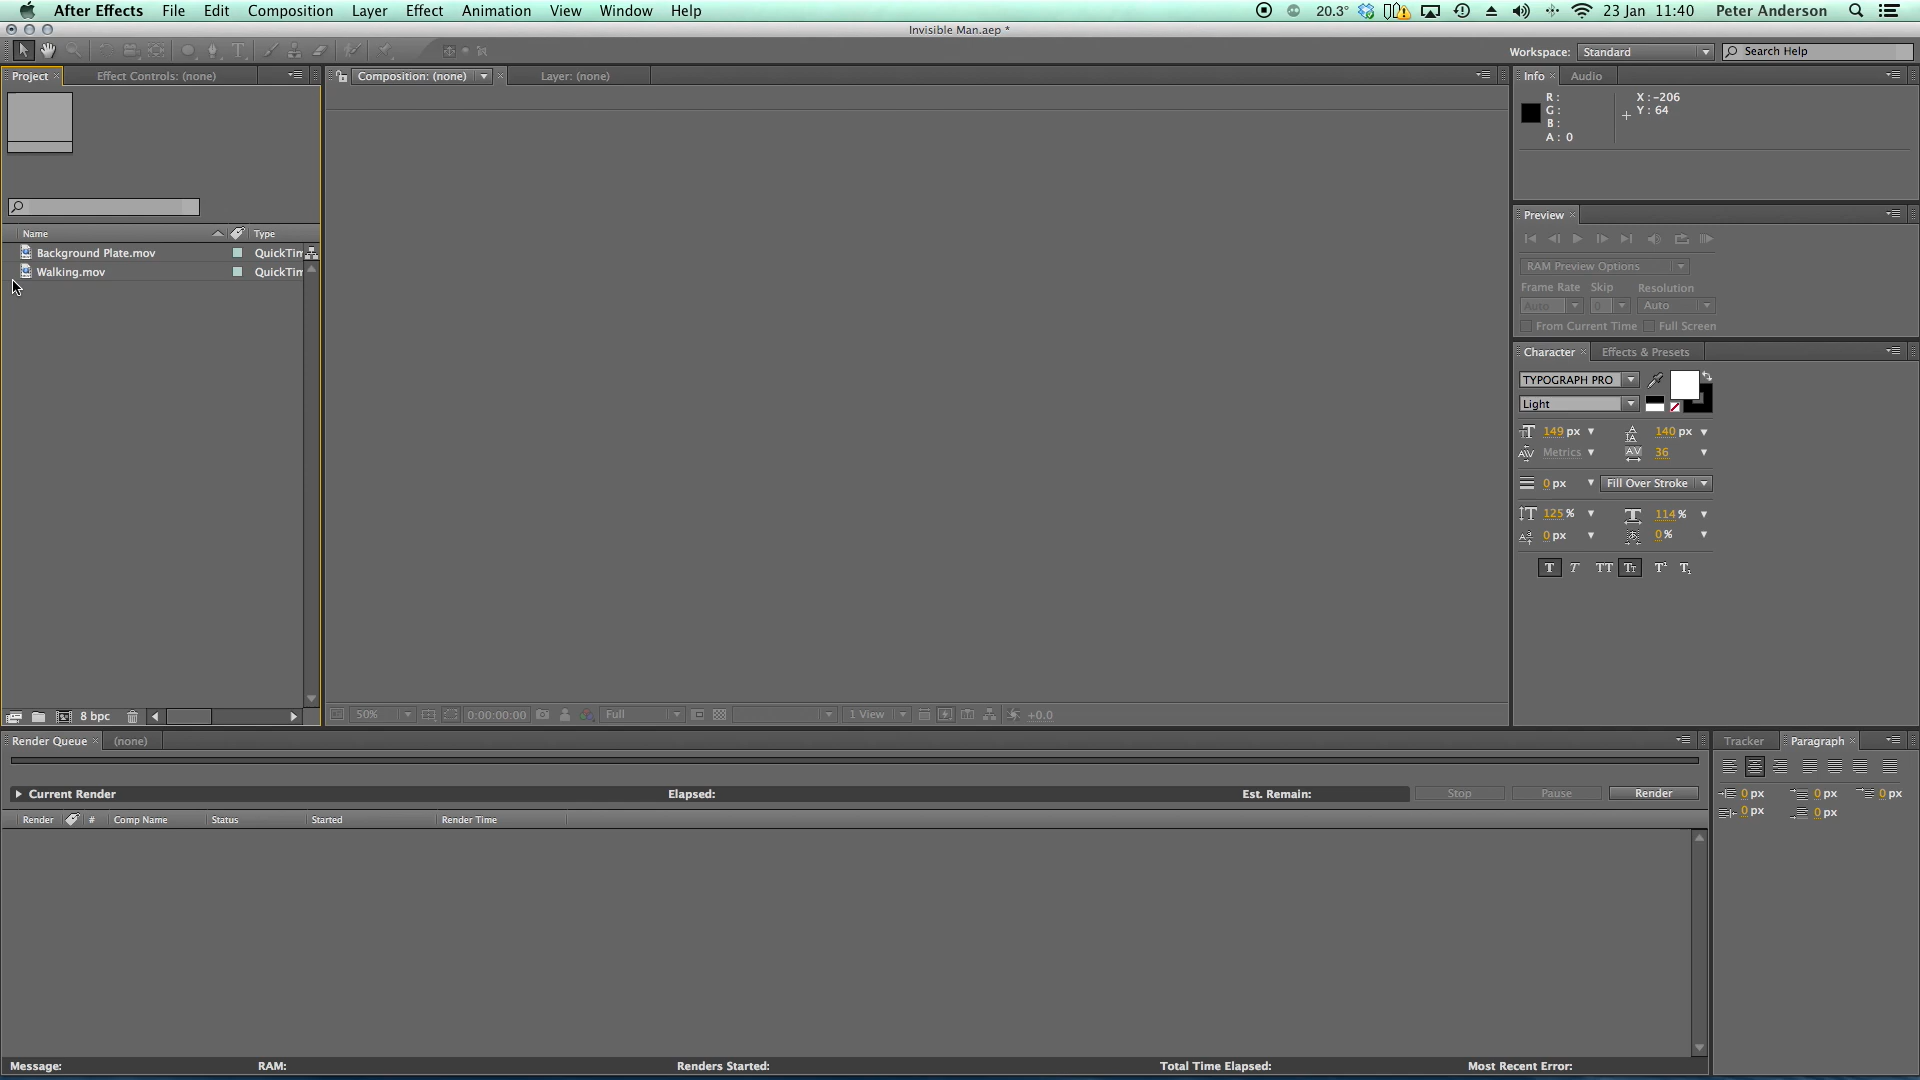 After Effects File Edit Composition Layer Effect Animation View Window Help 20.3° 23 Jan 11:40 Peter Anderson
Invisible Man.aep *
Workspace: Standard Search Help
Project Effect Controls: (none) Composition: (none) Layer: (none) Info Audio
R :
G :
B :
A : 0
X : -206
Y : 64
Name Type
Background Plate.mov QuickTim
Walking.mov QuickTim
Preview
RAM Preview Options
Frame Rate Skip Resolution
Auto 0 Auto
From Current Time Full Screen
Character Effects & Presets
TYPOGRAPH PRO
Light
149 px 140 px
Metrics 36
0 px Fill Over Stroke
125 % 114 %
0 px 0 %
T T TT TT T¹ T₁
8 bpc
50% 0:00:00:00 Full 1 View +0.0
Render Queue (none)
Current Render Elapsed: Est. Remain: Stop Pause Render
Render # Comp Name Status Started Render Time
Tracker Paragraph
0 px 0 px 0 px
0 px 0 px
Message: RAM: Renders Started: Total Time Elapsed: Most Recent Error: